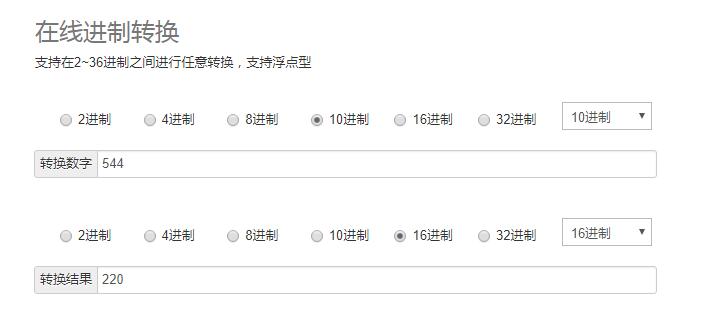 在线进制转换
支持在2~36进制之间进行任意转换，支持浮点型
2进制 4进制 8进制 10进制 16进制 32进制 10进制
转换数字 544
2进制 4进制 8进制 10进制 16进制 32进制 16进制
转换结果 220